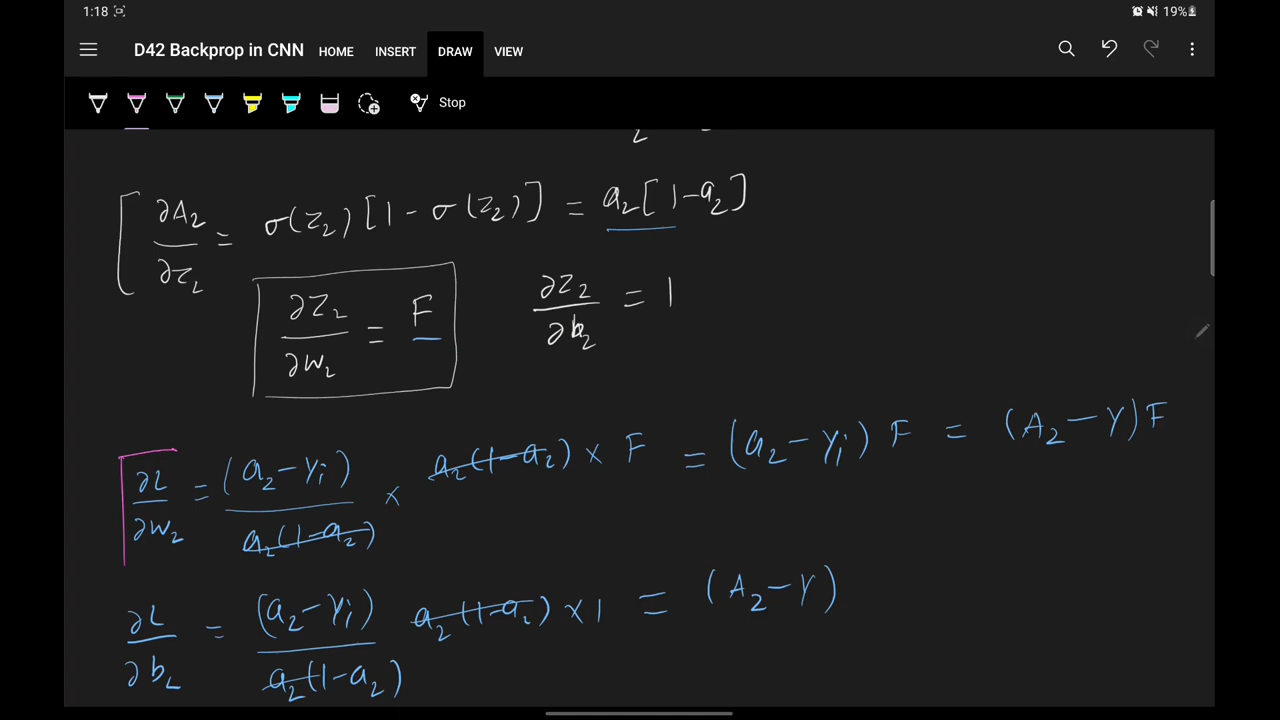 1:18 19%
D42 Backprop in CNN HOME INSERT DRAW VIEW
Stop
2
∂A₂/∂z₂ = σ(z₂)[1 - σ(z₂)] = a₂[1-a₂]
∂Z₂/∂W₂ = F ∂Z₂/∂b₂ = 1
∂L/∂W₂ = (a₂-Yi)/a₂(1-a₂) × a₂(1-a₂) × F = (a₂-Yi) F = (A₂-Y)F
∂L/∂b₂ = (a₂-Yi)/a₂(1-a₂) a₂(1-a₂) × 1 = (A₂-Y)